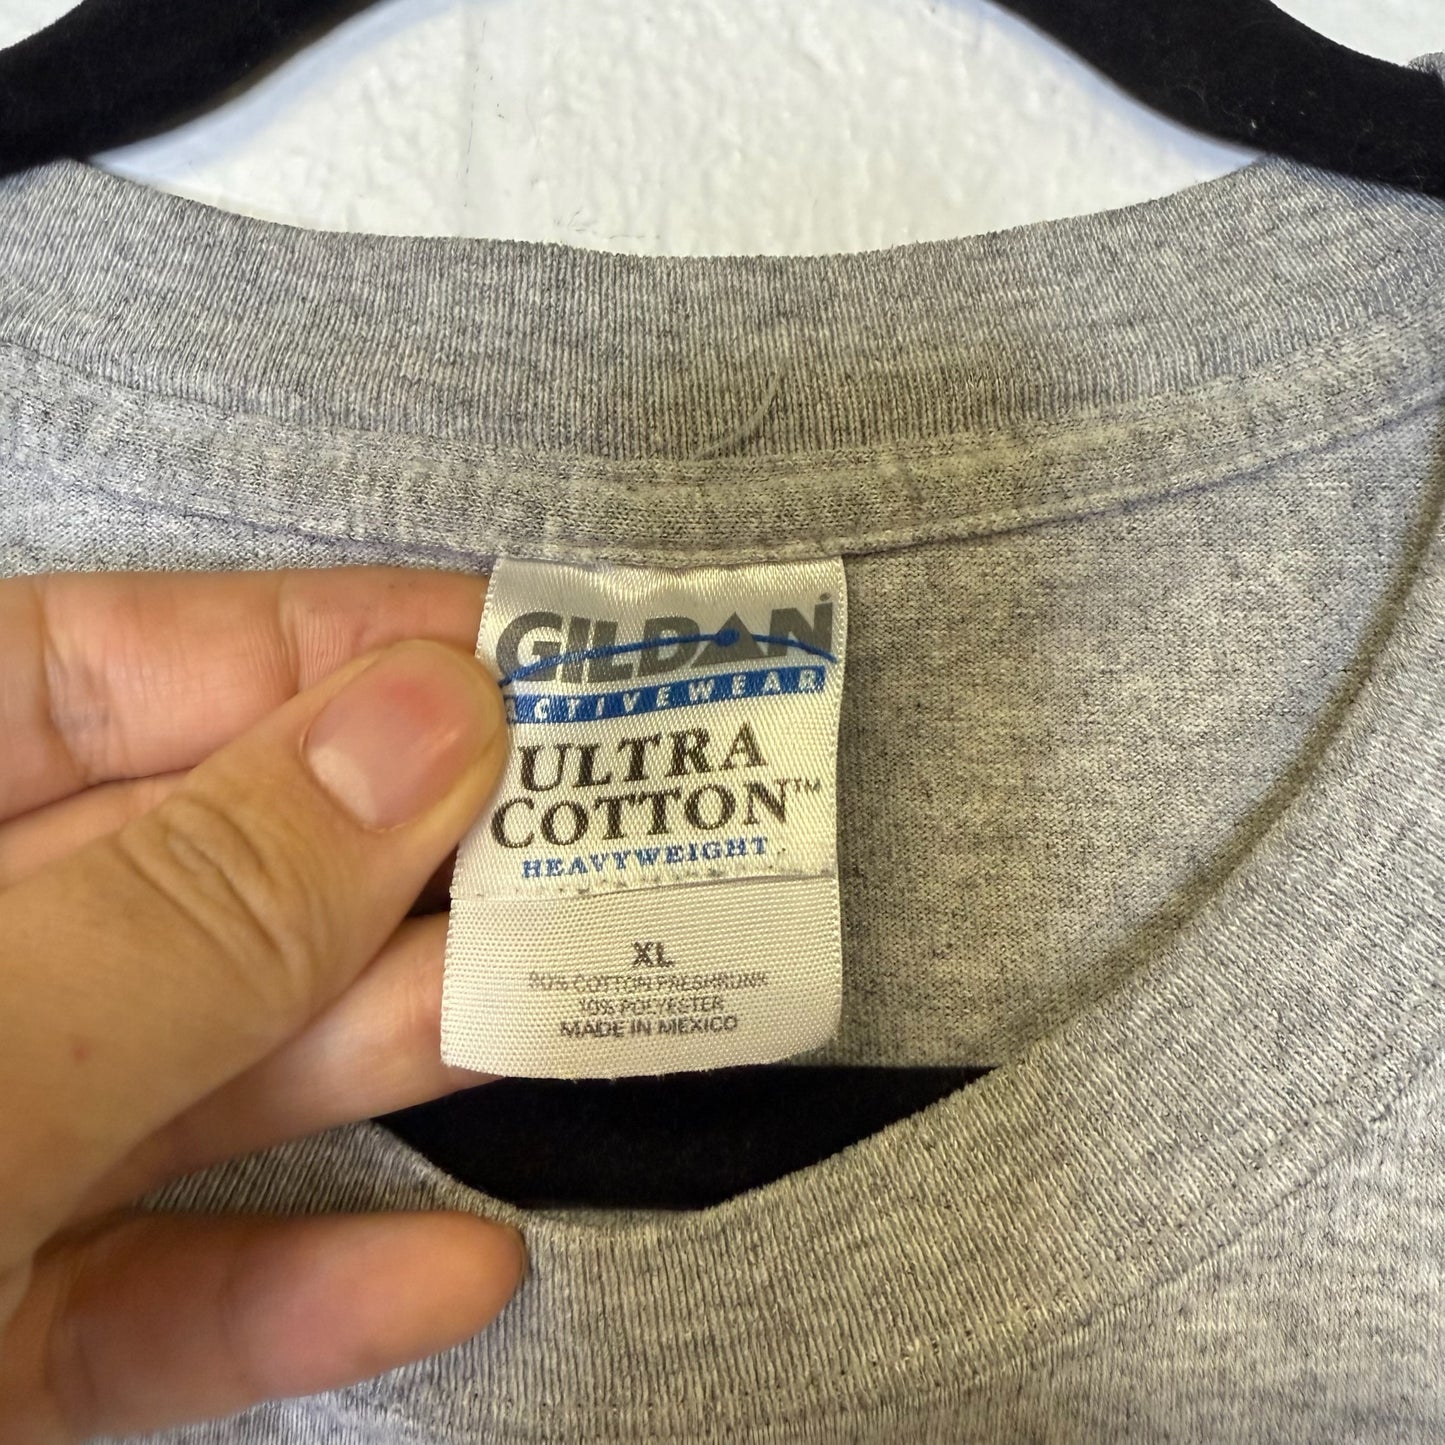 GILDAN®
ACTIVEWEAR
ULTRA
COTTON™
HEAVYWEIGHT
XL
90% COTTON PRESHRUNK
10% POLYESTER
MADE IN MEXICO